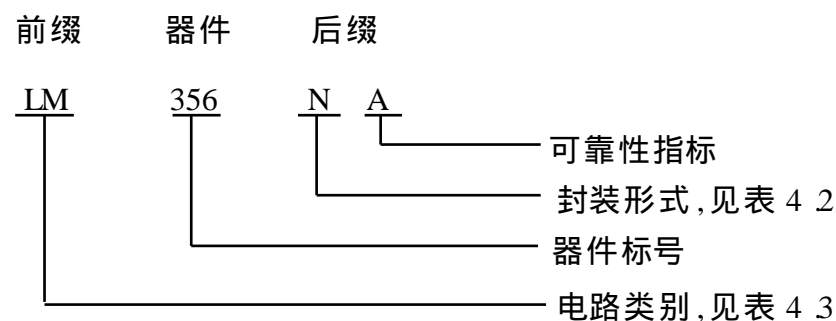 前缀 器件 后缀
LM 356 N A
可靠性指标
封装形式,见表 4 .2
器件标号
电路类别,见表 4 .3